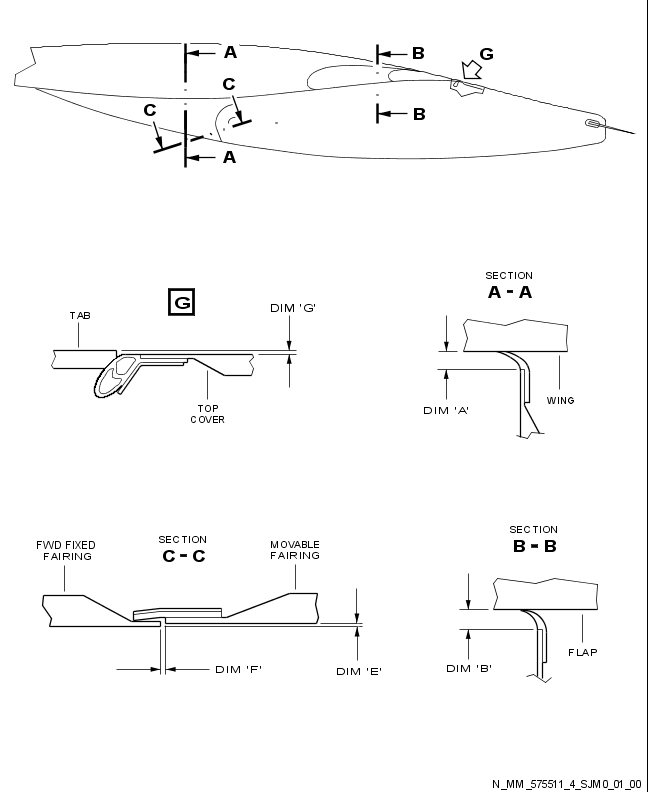 A
B
G
C
C
B
A
G
TAB
DIM 'G'
TOP
COVER
SECTION
A - A
DIM 'A'
WING
FWD FIXED
FAIRING
SECTION
C - C
MOVABLE
FAIRING
DIM 'F'
DIM 'E'
SECTION
B - B
DIM 'B'
FLAP
N_MM_575511_4_SJM0_01_00